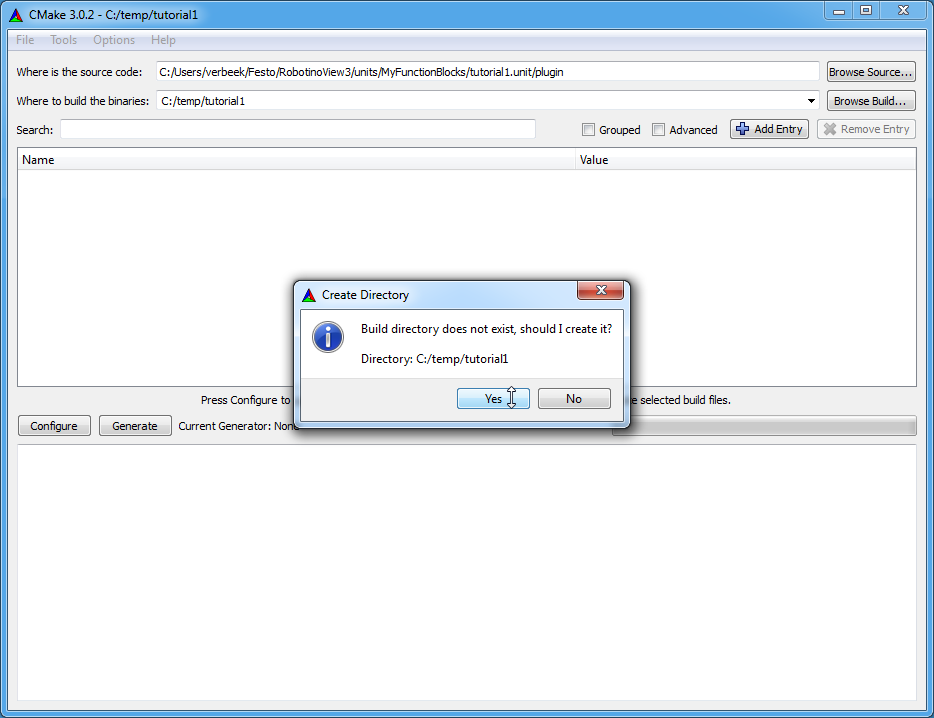 CMake 3.0.2 - C:/temp/tutorial1
File Tools Options Help
Where is the source code: C:/Users/verbeek/Festo/RobotinoView3/units/MyFunctionBlocks/tutorial1.unit/plugin Browse Source...
Where to build the binaries: C:/temp/tutorial1 Browse Build...
Search: Grouped Advanced Add Entry Remove Entry
Name Value
Create Directory
Build directory does not exist, should I create it?
Directory: C:/temp/tutorial1
Yes No
Press Configure to selected build files.
Configure Generate Current Generator: None